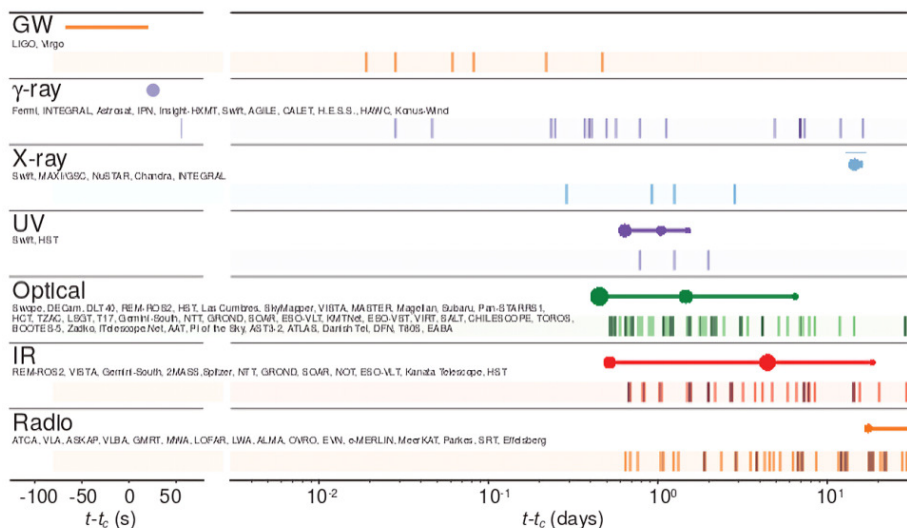 GW
LIGO, Virgo
γ-ray
Fermi, INTEGRAL, Astrosat, IPN, Insight-HXMT, Swift, AGILE, CALET, H.E.S.S., HAWC, Konus-Wind
X-ray
Swift, MAXI/GSC, NuSTAR, Chandra, INTEGRAL
UV
Swift, HST
Optical
Swope, DECam, DLT40, REM-ROS2, HST, Las Cumbres, SkyMapper, VISTA, MASTER, Magellan, Subaru, Pan-STARRS1,
HCT, TZAC, LSGT, T17, Gemini-South, NTT, GROND, SOAR, ESO-VLT, KMTNet, ESO-VST, VIRT, SALT, CHILESCOPE, TOROS,
BOOTES-5, Zadko, iTelescope.Net, AAT, Pi of the Sky, AST3-2, ATLAS, Danish Tel, DFN, T80S, EABA
IR
REM-ROS2, VISTA, Gemini-South, 2MASS,Spitzer, NTT, GROND, SOAR, NOT, ESO-VLT, Kanata Telescope, HST
Radio
ATCA, VLA, ASKAP, VLBA, GMRT, MWA, LOFAR, LWA, ALMA, OVRO, EVN, e-MERLIN, MeerKAT, Parkes, SRT, Effelsberg
-100 -50 0 50 10⁻² 10⁻¹ 10⁰ 10¹
t-t_c (s) t-t_c (days)